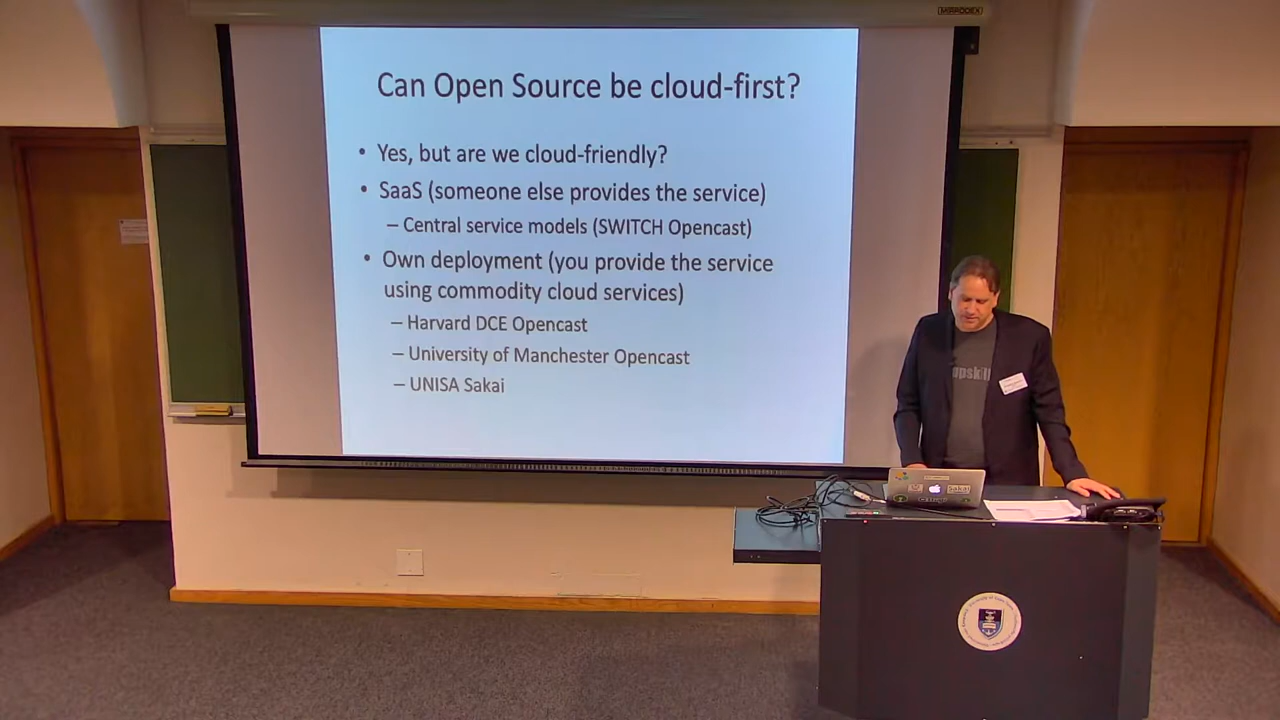 Can Open Source be cloud-first?
• Yes, but are we cloud-friendly?
• SaaS (someone else provides the service)
– Central service models (SWITCH Opencast)
• Own deployment (you provide the service
using commodity cloud services)
– Harvard DCE Opencast
– University of Manchester Opencast
– UNISA Sakai
upskill
sakai